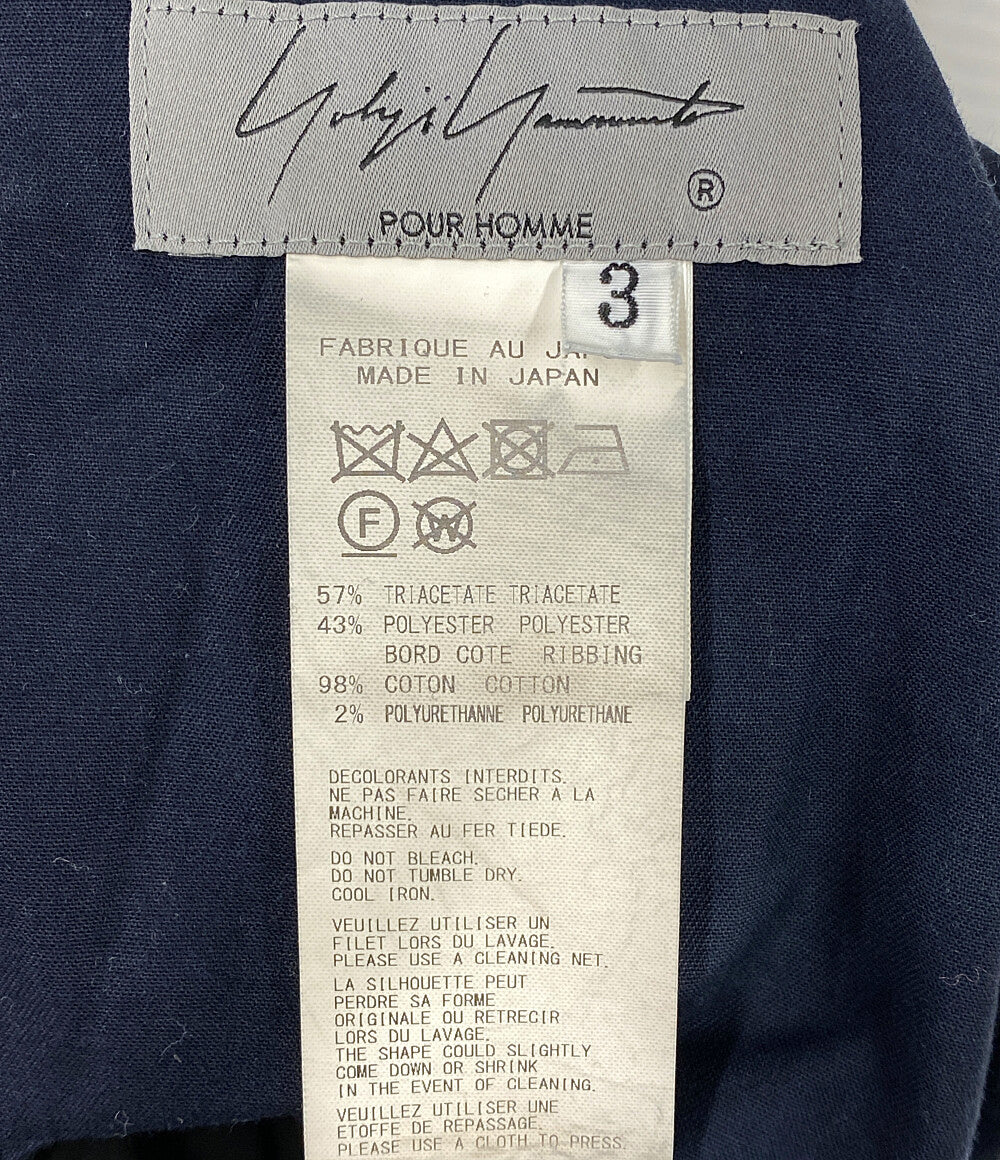 Yohji Yamamoto
®
POUR HOMME
3
FABRIQUE AU
MADE IN JAPAN
F
W
57% TRIACETATE TRIACETATE
43% POLYESTER POLYESTER
BORD COTE RIBBING
98% COTON COTTON
2% POLYURETHANNE POLYURETHANE
DECOLORANTS INTERDITS.
NE PAS FAIRE SECHER A LA
MACHINE.
REPASSER AU FER TIEDE.
DO NOT BLEACH.
DO NOT TUMBLE DRY.
COOL IRON.
VEUILLEZ UTILISER UN
FILET LORS DU LAVAGE.
PLEASE USE A CLEANING NET.
LA SILHOUETTE PEUT
PERDRE SA FORME
ORIGINALE OU RETRECIR
LORS DU LAVAGE.
THE SHAPE COULD SLIGHTLY
COME DOWN OR SHRINK
IN THE EVENT OF CLEANING.
VEUILLEZ UTILISER UNE
ETOFFE DE REPASSAGE.
PLEASE USE A CLOTH TO PRESS.